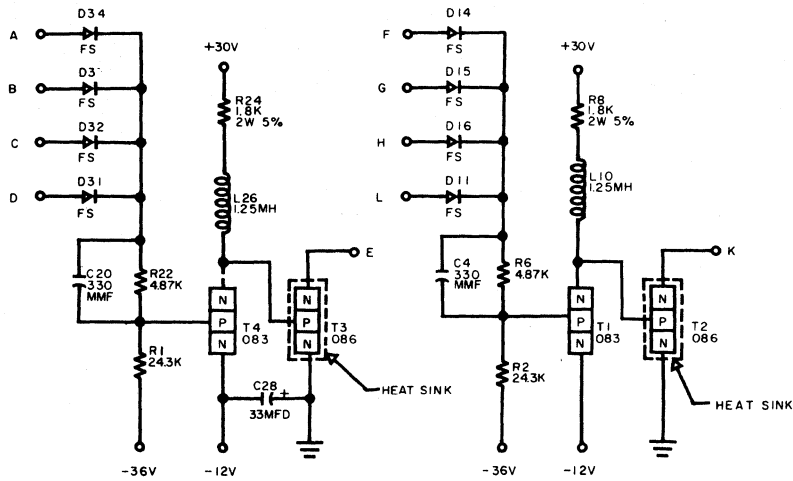 A
D34
FS
B
FS
C
D32
FS
D
D31
FS
+30V
R24
1.8K
2W 5%
L26
1.25MH
C20
330
MMF
R22
4.87K
R1
24.3K
N
P
N
T4
083
N
P
N
T3
086
E
HEAT SINK
C28
+
33MFD
-36V
-12V
F
D14
FS
G
D15
FS
H
D16
FS
L
D11
FS
+30V
R8
1.8K
2W 5%
L10
1.25MH
C4
330
MMF
R6
4.87K
R2
24.3K
N
P
N
T1
083
N
P
N
T2
086
K
HEAT SINK
-36V
-12V